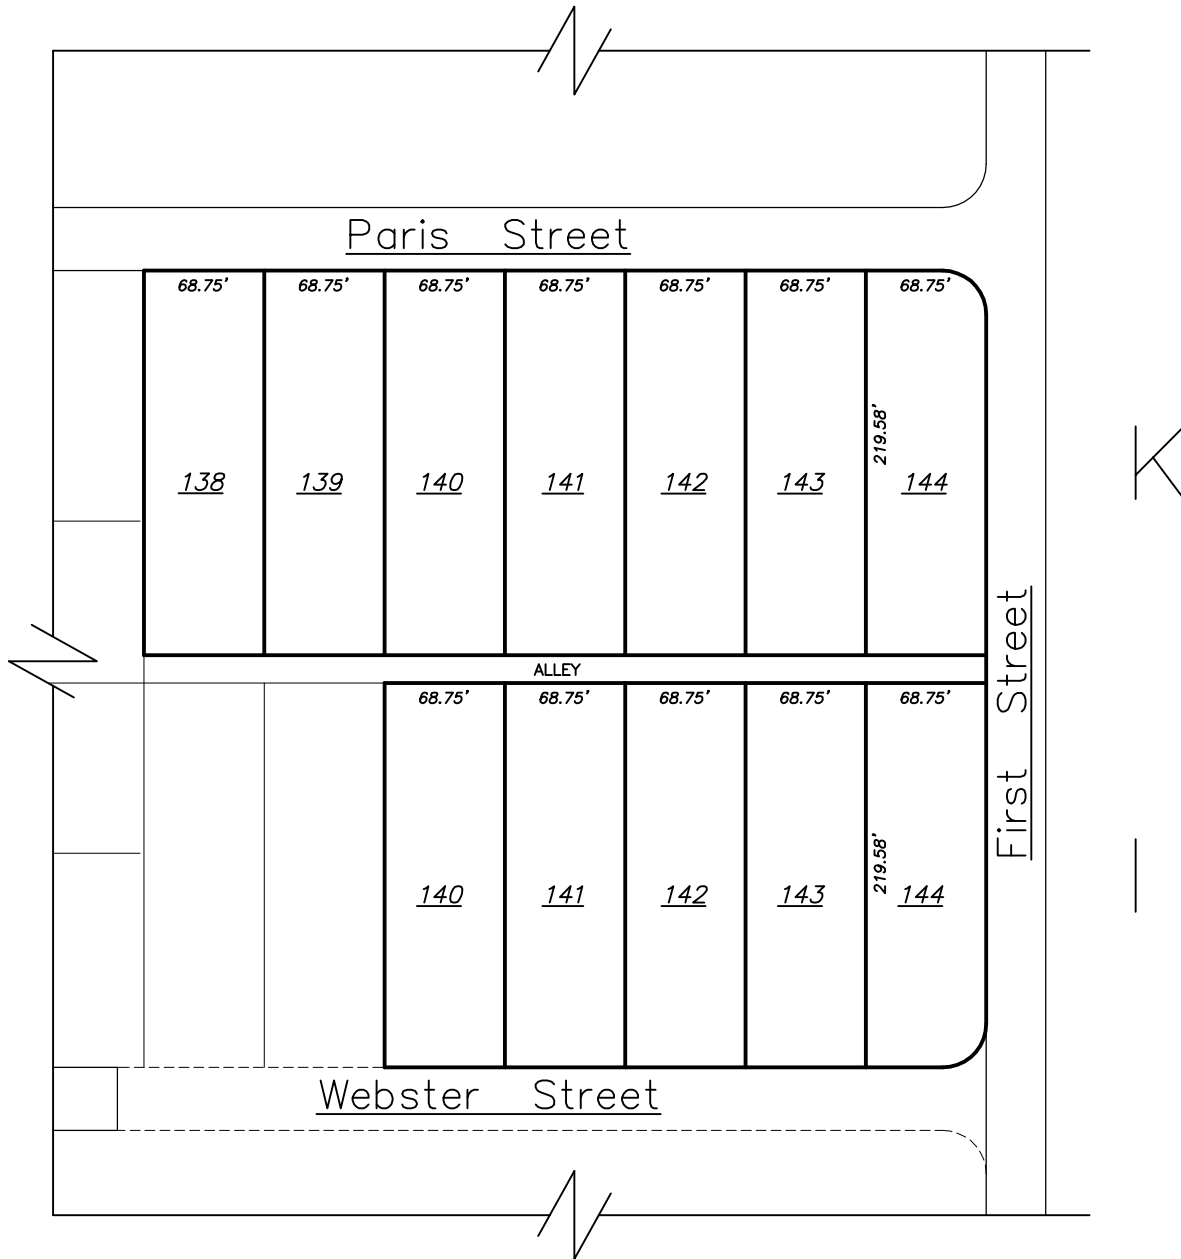 Paris Street
68.75' 68.75' 68.75' 68.75' 68.75' 68.75' 68.75'
219.58'
K
138 139 140 141 142 143 144
First Street
ALLEY
68.75' 68.75' 68.75' 68.75' 68.75'
219.58'
I
140 141 142 143 144
Webster Street